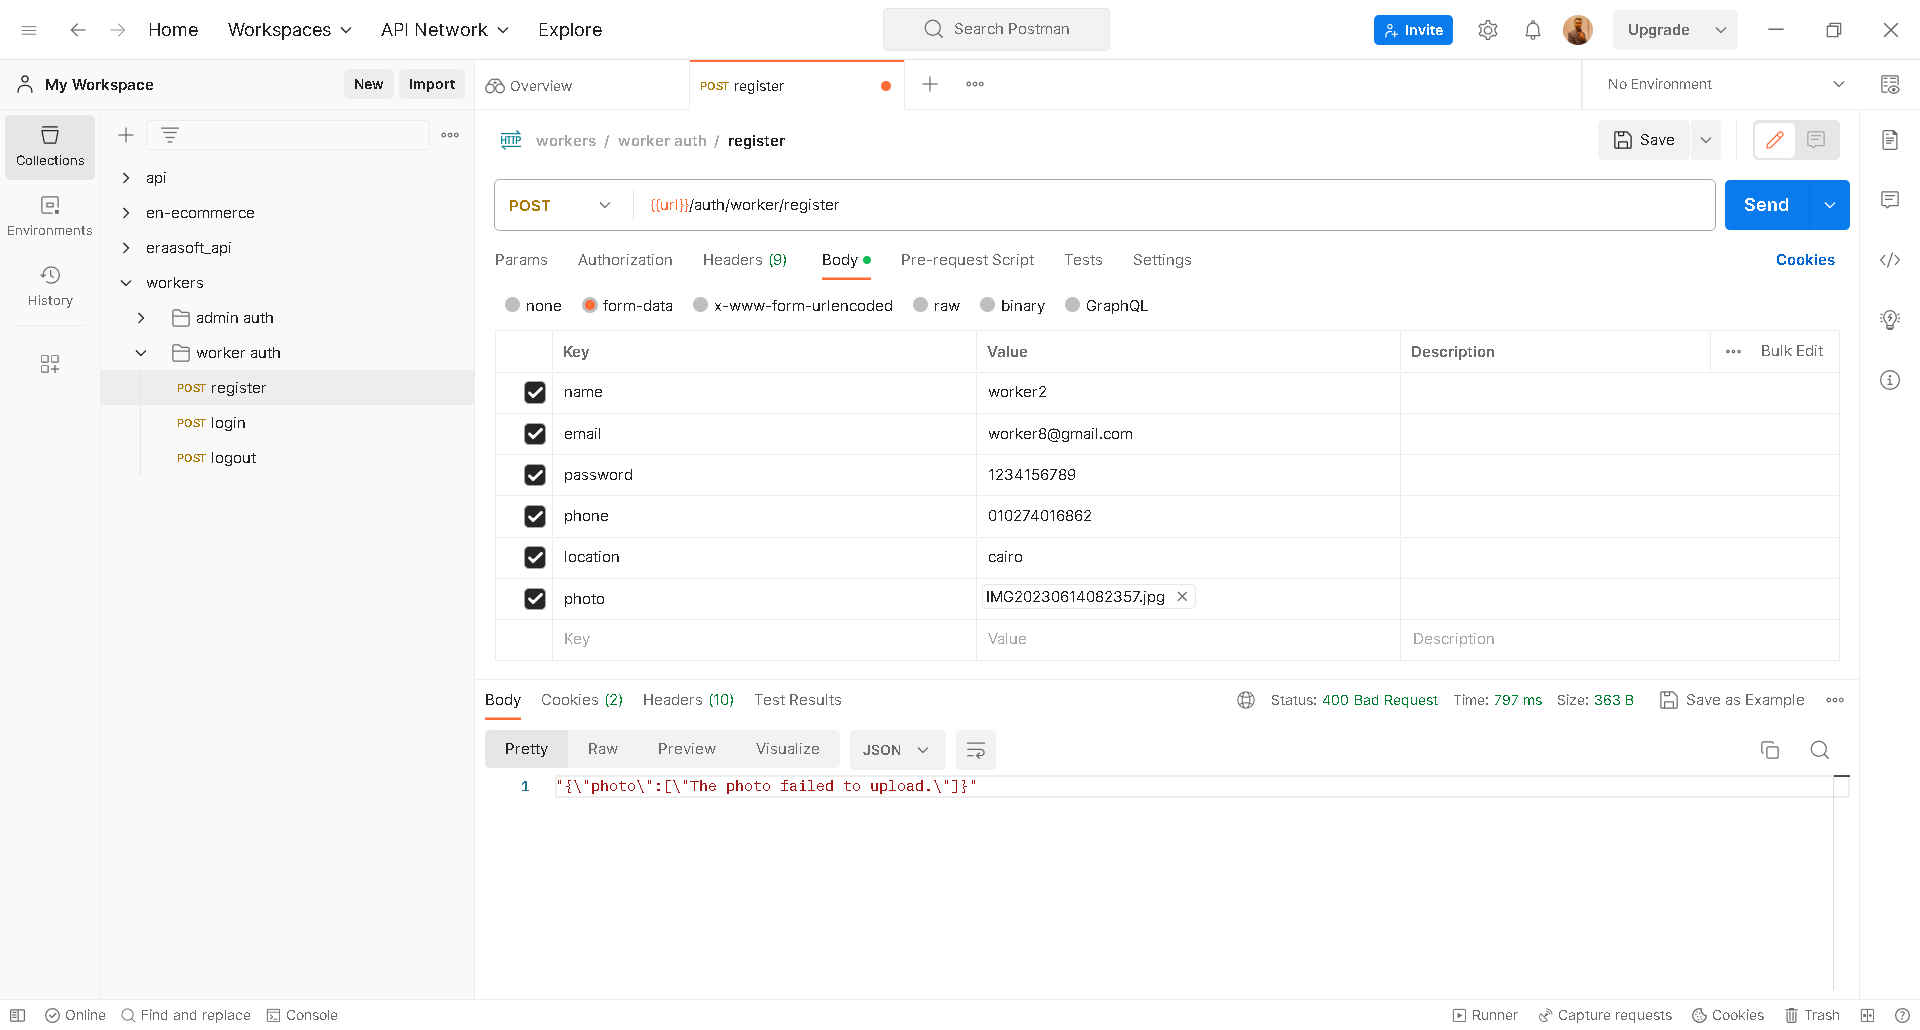 Home Workspaces API Network Explore Search Postman Invite Upgrade
My Workspace New Import Overview POST register No Environment
Collections
Environments
History
api
en-ecommerce
eraasoft_api
workers
admin auth
worker auth
POST register
POST login
POST logout
HTTP workers / worker auth / register Save
POST {{url}}/auth/worker/register Send
Params Authorization Headers (9) Body Pre-request Script Tests Settings Cookies
none form-data x-www-form-urlencoded raw binary GraphQL
Key Value Description Bulk Edit
name worker2
email worker8@gmail.com
password 1234156789
phone 010274016862
location cairo
photo IMG20230614082357.jpg
Key Value Description
Body Cookies (2) Headers (10) Test Results Status: 400 Bad Request Time: 797 ms Size: 363 B Save as Example
Pretty Raw Preview Visualize JSON
1 "{\"photo\":[\"The photo failed to upload.\"]}"
Online Find and replace Console Runner Capture requests Cookies Trash